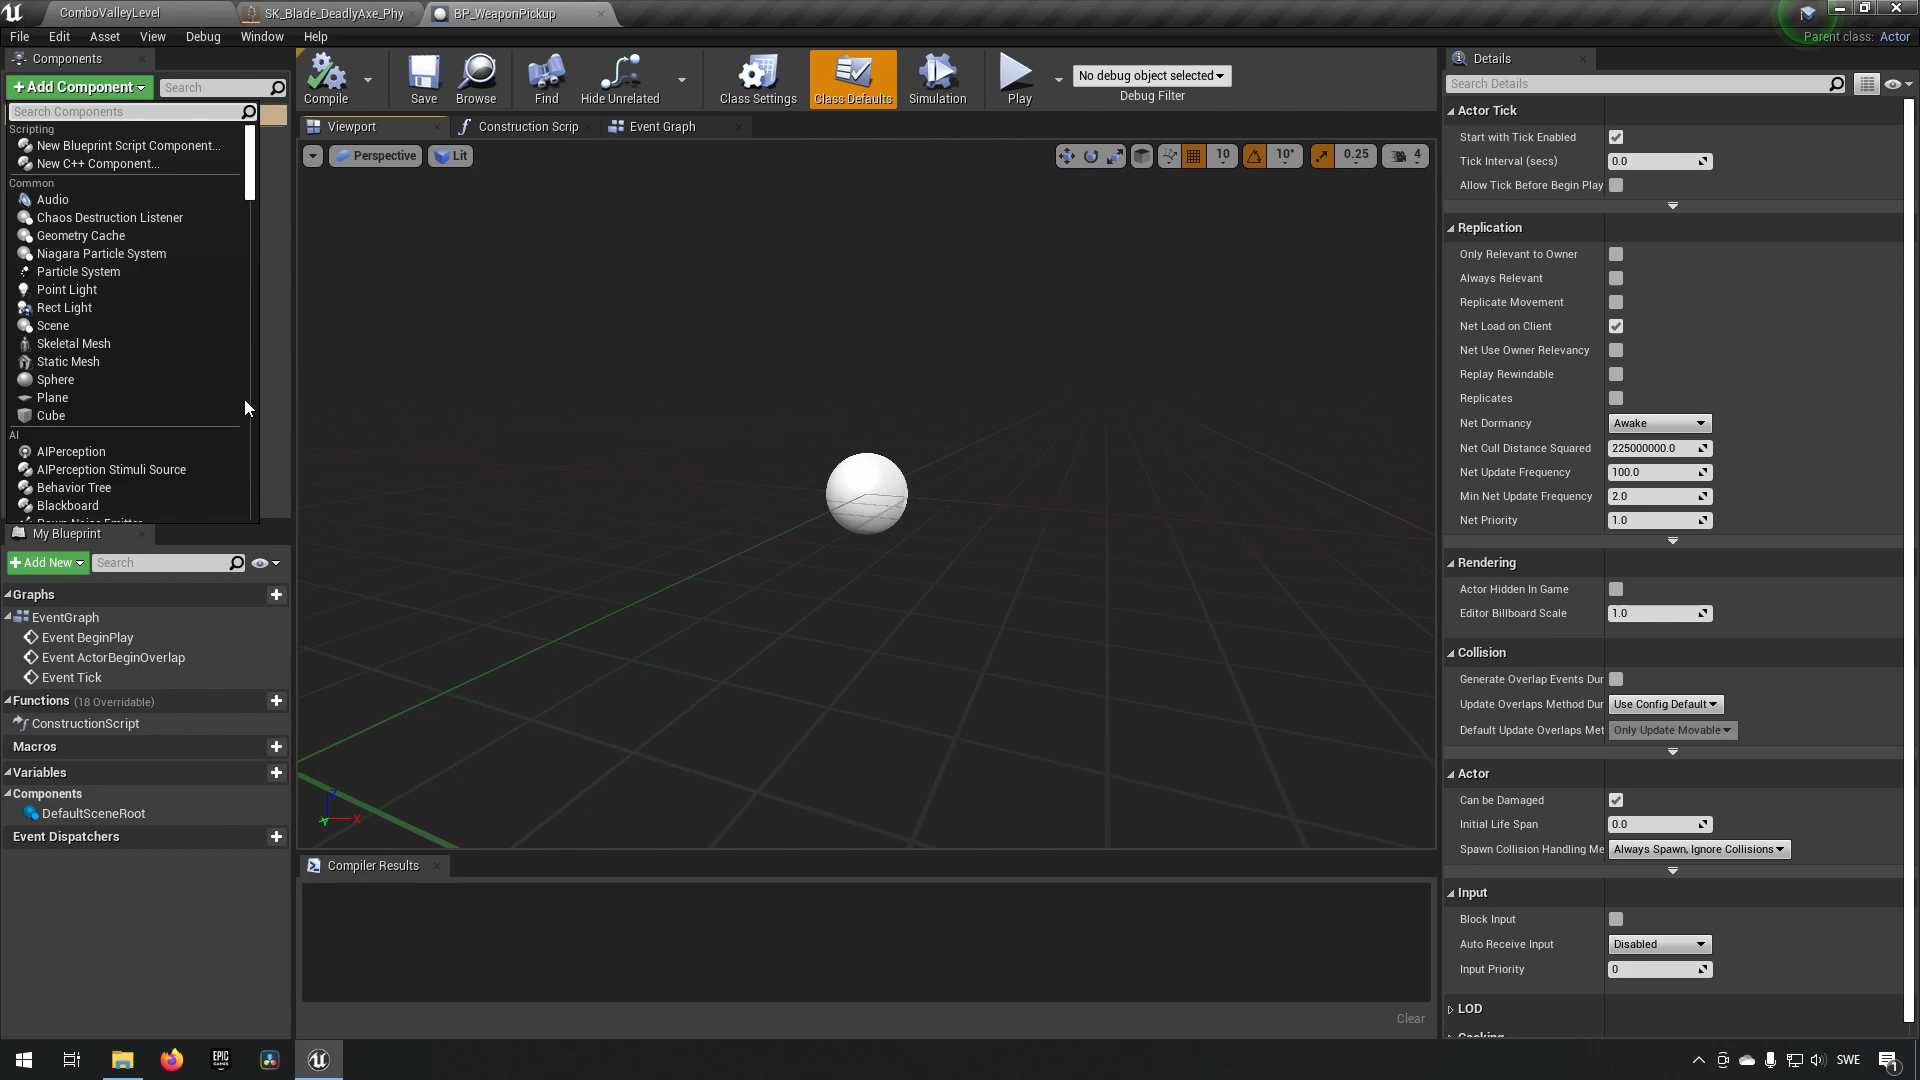 ComboValleyLevel
SK_Blade_DeadlyAxe_Phy
BP_WeaponPickup
File Edit Asset View Debug Window Help
Parent class: Actor
Components
+Add Component
Search
Search Components
Scripting
New Blueprint Script Component...
New C++ Component...
Common
Audio
Chaos Destruction Listener
Geometry Cache
Niagara Particle System
Particle System
Point Light
Rect Light
Scene
Skeletal Mesh
Static Mesh
Sphere
Plane
Cube
AI
AIPerception
AIPerception Stimuli Source
Behavior Tree
Blackboard
My Blueprint
+Add New
Search
Graphs
EventGraph
Event BeginPlay
Event ActorBeginOverlap
Event Tick
Functions (18 Overridable)
ConstructionScript
Macros
Variables
Components
DefaultSceneRoot
Event Dispatchers
Compile
Save
Browse
Find
Hide Unrelated
Class Settings
Class Defaults
Simulation
Play
No debug object selected
Debug Filter
Viewport
Construction Scrip
Event Graph
Perspective
Lit
10
10°
0.25
4
Z
X
Y
Compiler Results
Clear
Details
Search Details
Actor Tick
Start with Tick Enabled
Tick Interval (secs) 0.0
Allow Tick Before Begin Play
Replication
Only Relevant to Owner
Always Relevant
Replicate Movement
Net Load on Client
Net Use Owner Relevancy
Replay Rewindable
Replicates
Net Dormancy Awake
Net Cull Distance Squared 225000000.0
Net Update Frequency 100.0
Min Net Update Frequency 2.0
Net Priority 1.0
Rendering
Actor Hidden In Game
Editor Billboard Scale 1.0
Collision
Generate Overlap Events Dur
Update Overlaps Method Dur Use Config Default
Default Update Overlaps Met Only Update Movable
Actor
Can be Damaged
Initial Life Span 0.0
Spawn Collision Handling Me Always Spawn, Ignore Collisions
Input
Block Input
Auto Receive Input Disabled
Input Priority 0
LOD
EPIC GAMES
SWE
1